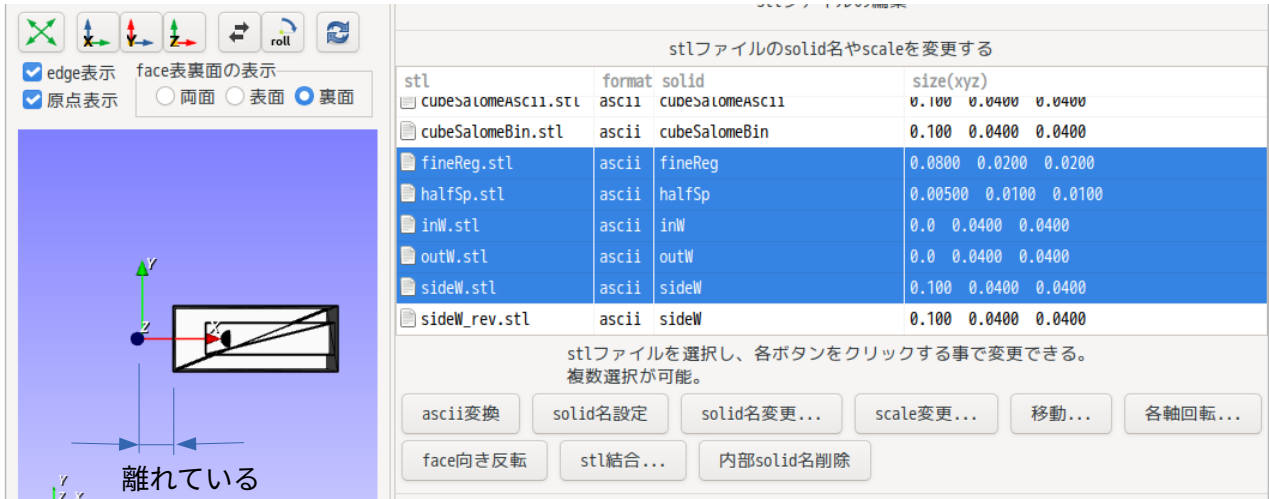 stlファイルの編集
stlファイルのsolid名やscaleを変更する
X Y Z roll
edge表示
原点表示
face表裏面の表示
両面 表面 裏面
stl format solid size(xyz)
cubeSalomeAscii.stl ascii cubeSalomeAscii 0.100 0.0400 0.0400
cubeSalomeBin.stl ascii cubeSalomeBin 0.100 0.0400 0.0400
fineReg.stl ascii fineReg 0.0800 0.0200 0.0200
halfSp.stl ascii halfSp 0.00500 0.0100 0.0100
inW.stl ascii inW 0.0 0.0400 0.0400
outW.stl ascii outW 0.0 0.0400 0.0400
sideW.stl ascii sideW 0.100 0.0400 0.0400
sideW_rev.stl ascii sideW 0.100 0.0400 0.0400
Y
Z X
離れている
Y
Z X
stlファイルを選択し、各ボタンをクリックする事で変更できる。
複数選択が可能。
ascii変換 solid名設定 solid名変更... scale変更... 移動... 各軸回転...
face向き反転 stl結合... 内部solid名削除